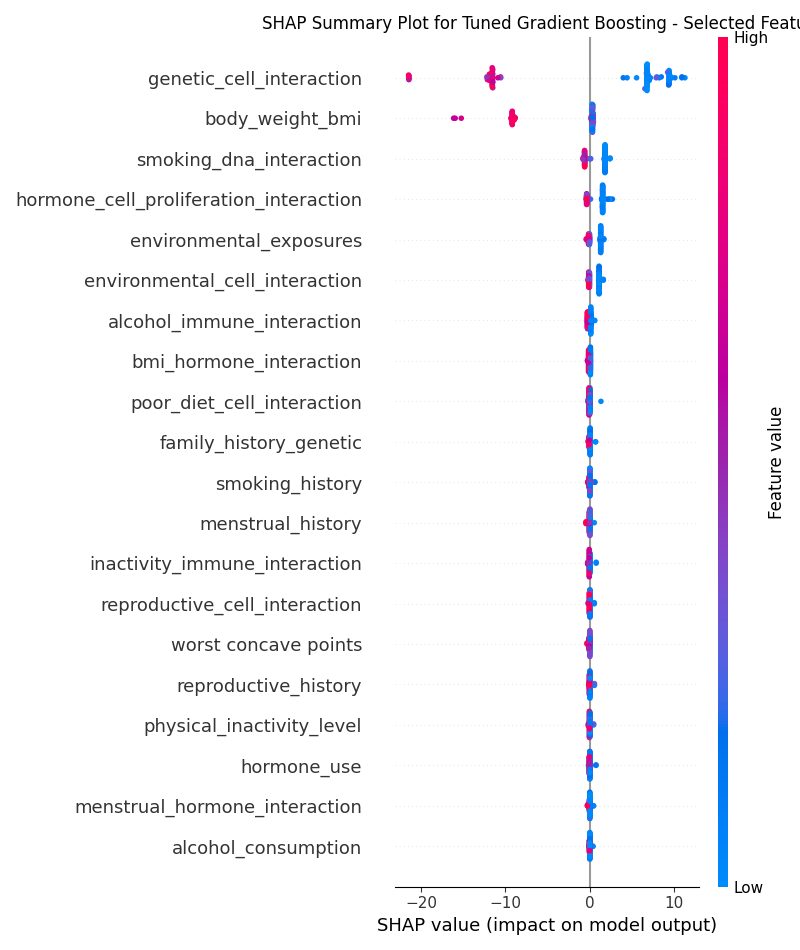 SHAP Summary Plot for Tuned Gradient Boosting - Selected Featu
High
genetic_cell_interaction
body_weight_bmi
smoking_dna_interaction
hormone_cell_proliferation_interaction
environmental_exposures
environmental_cell_interaction
alcohol_immune_interaction
bmi_hormone_interaction
poor_diet_cell_interaction
family_history_genetic
smoking_history
menstrual_history
inactivity_immune_interaction
reproductive_cell_interaction
worst concave points
reproductive_history
physical_inactivity_level
hormone_use
menstrual_hormone_interaction
alcohol_consumption
Feature value
Low
−20 −10 0 10
SHAP value (impact on model output)